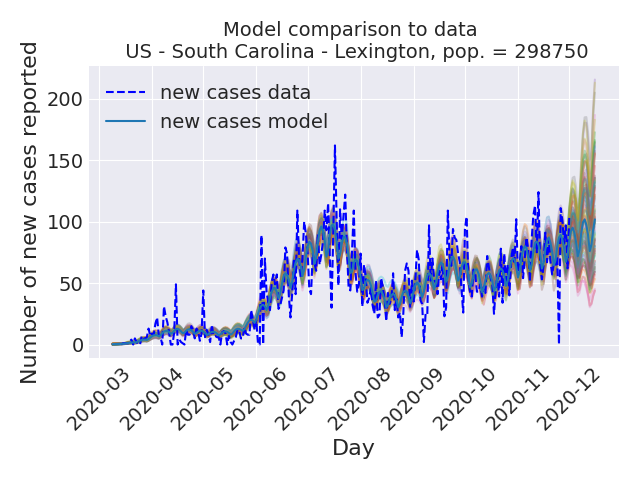 Model comparison to data
US - South Carolina - Lexington, pop. = 298750
Number of new cases reported
200
150
100
50
0
new cases data
new cases model
2020-03
2020-04
2020-05
2020-06
2020-07
2020-08
2020-09
2020-10
2020-11
2020-12
Day